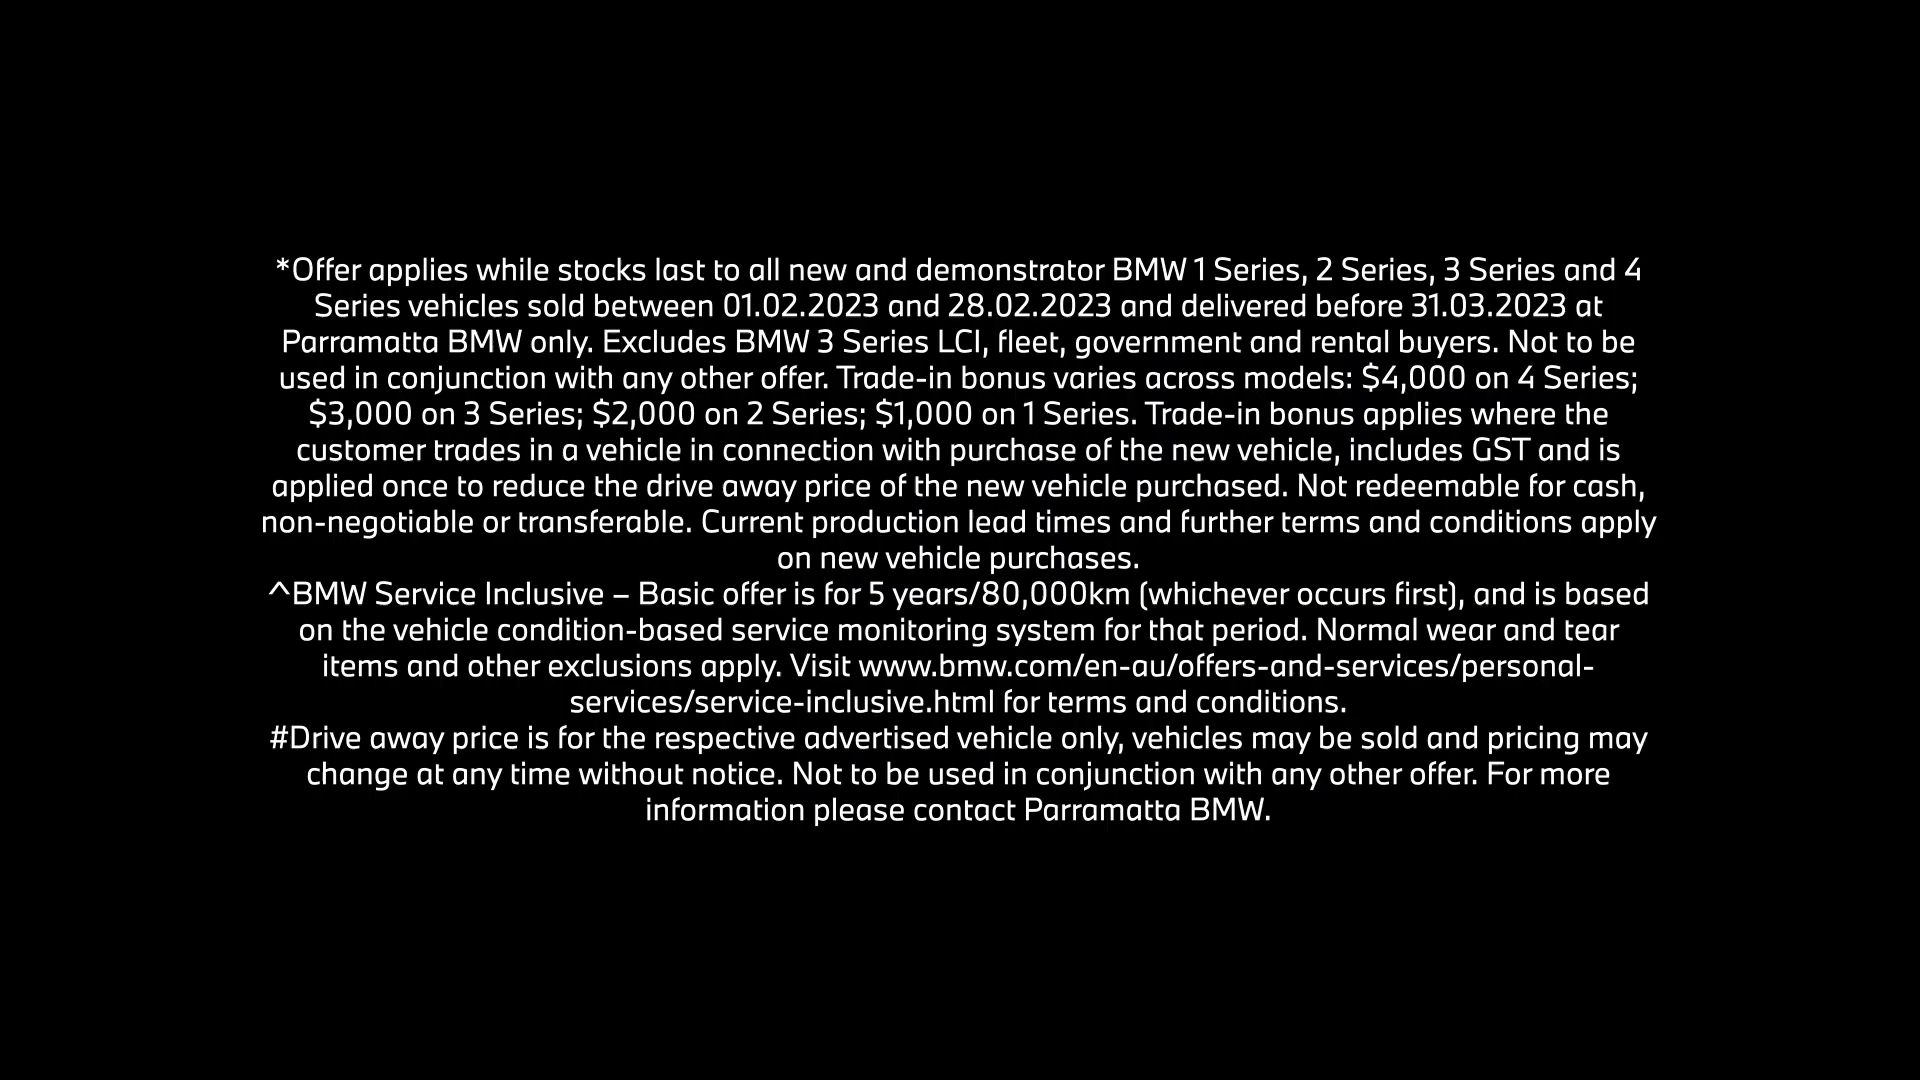 *Offer applies while stocks last to all new and demonstrator BMW 1 Series, 2 Series, 3 Series and 4
Series vehicles sold between 01.02.2023 and 28.02.2023 and delivered before 31.03.2023 at
Parramatta BMW only. Excludes BMW 3 Series LCI, fleet, government and rental buyers. Not to be
used in conjunction with any other offer. Trade-in bonus varies across models: $4,000 on 4 Series;
$3,000 on 3 Series; $2,000 on 2 Series; $1,000 on 1 Series. Trade-in bonus applies where the
customer trades in a vehicle in connection with purchase of the new vehicle, includes GST and is
applied once to reduce the drive away price of the new vehicle purchased. Not redeemable for cash,
non-negotiable or transferable. Current production lead times and further terms and conditions apply
on new vehicle purchases.
^BMW Service Inclusive – Basic offer is for 5 years/80,000km (whichever occurs first), and is based
on the vehicle condition-based service monitoring system for that period. Normal wear and tear
items and other exclusions apply. Visit www.bmw.com/en-au/offers-and-services/personal-
services/service-inclusive.html for terms and conditions.
#Drive away price is for the respective advertised vehicle only, vehicles may be sold and pricing may
change at any time without notice. Not to be used in conjunction with any other offer. For more
information please contact Parramatta BMW.